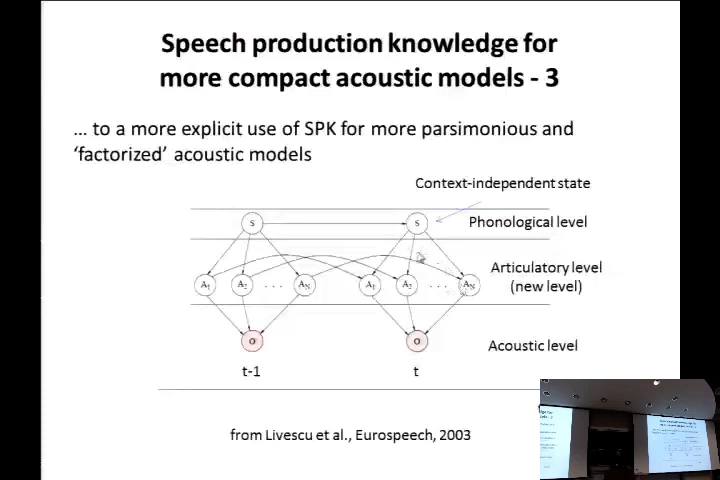 Speech production knowledge for
more compact acoustic models - 3
... to a more explicit use of SPK for more parsimonious and
‘factorized’ acoustic models
Context-independent state
S S Phonological level
A1 A2 . . . AN A1 A2 . . . AN Articulatory level
(new level)
O O Acoustic level
t-1 t
from Livescu et al., Eurospeech, 2003